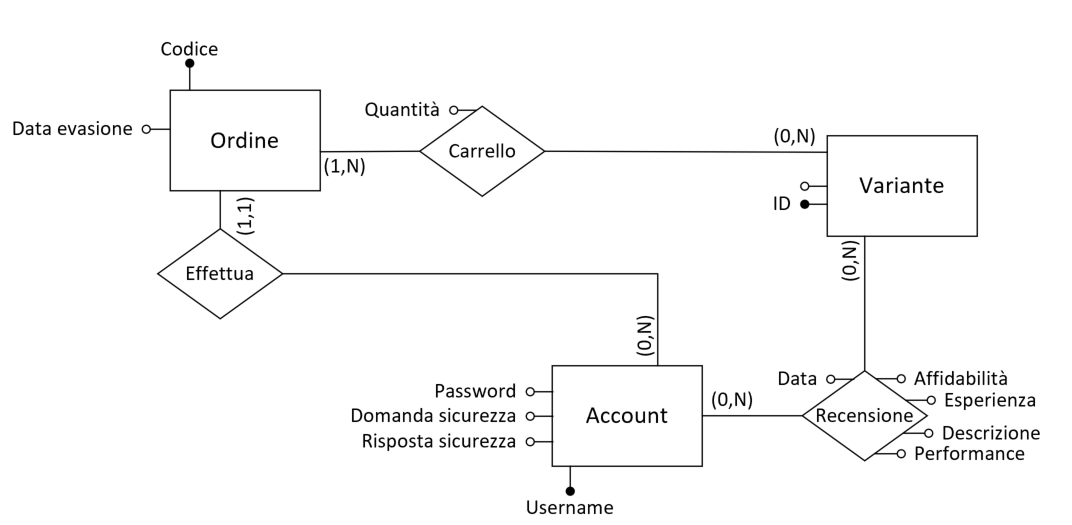 Codice
Data evasione
Ordine
(1,N)
Quantità
Carrello
(0,N)
Variante
ID
(1,1)
Effettua
(0,N)
(0,N)
Password
Domanda sicurezza
Risposta sicurezza
Account
Username
(0,N)
Data
Recensione
Affidabilità
Esperienza
Descrizione
Performance